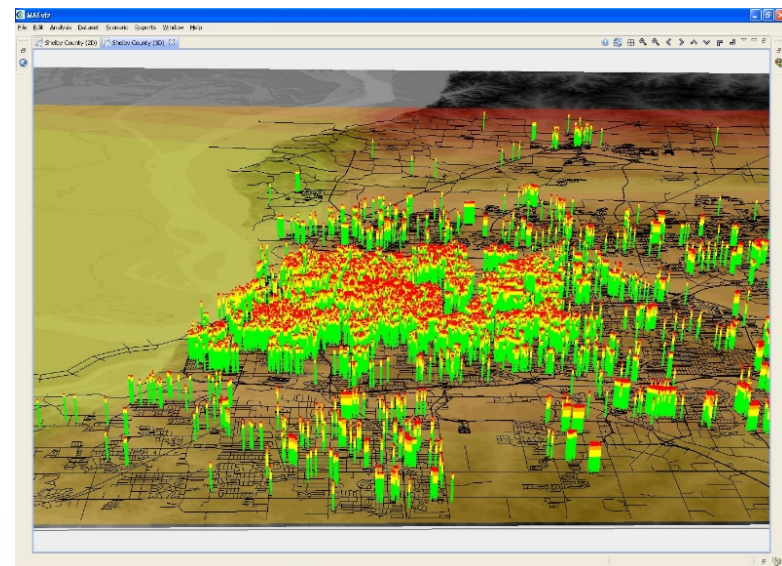 MAEviz
File Edit Analysis Dataset Scenario Reports Window Help
Shelby County (2D) Shelby County (3D)